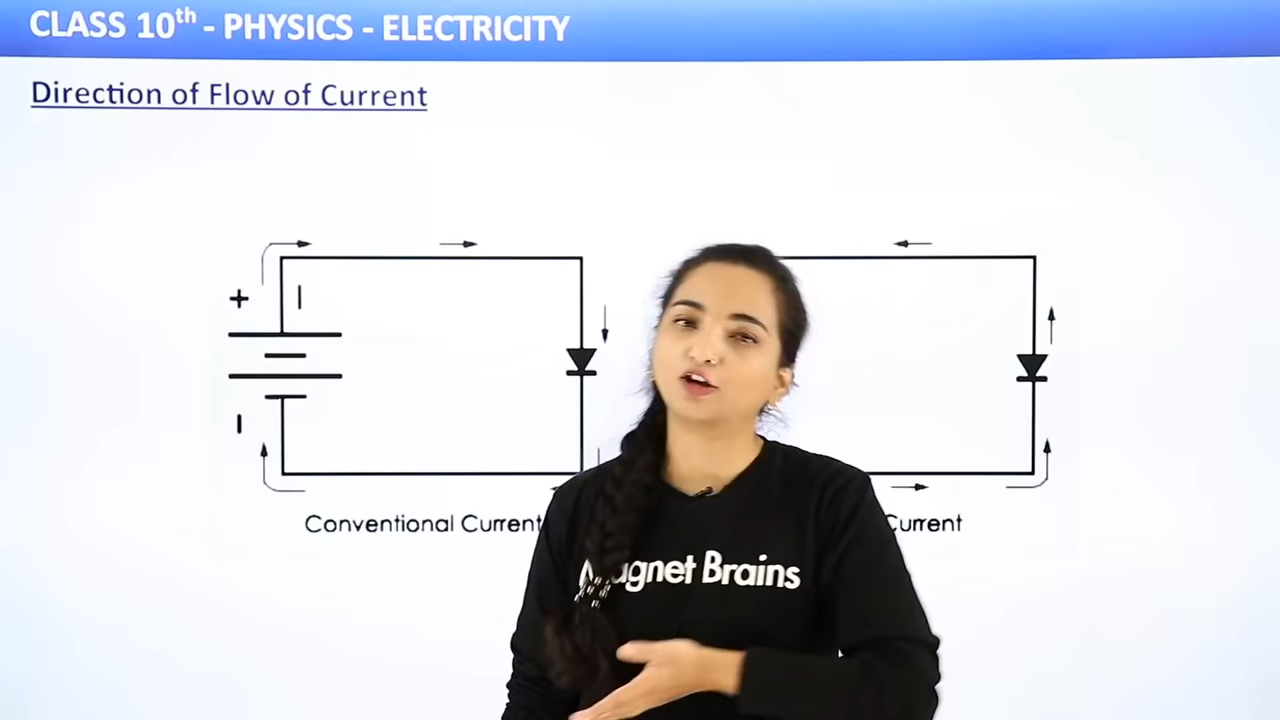 CLASS 10th - PHYSICS - ELECTRICITY
Direction of Flow of Current
+
I
Conventional Current
Current
Magnet Brains